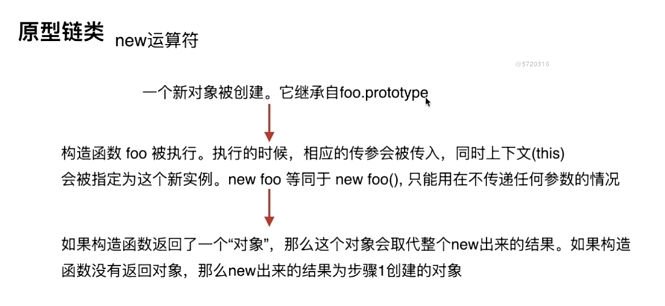 原型链类 new运算符
@5720316
一个新对象被创建。它继承自foo.prototype
构造函数 foo 被执行。执行的时候，相应的传参会被传入，同时上下文(this)
会被指定为这个新实例。new foo 等同于 new foo(), 只能用在不传递任何参数的情况
如果构造函数返回了一个“对象”，那么这个对象会取代整个new出来的结果。如果构造
函数没有返回对象，那么new出来的结果为步骤1创建的对象